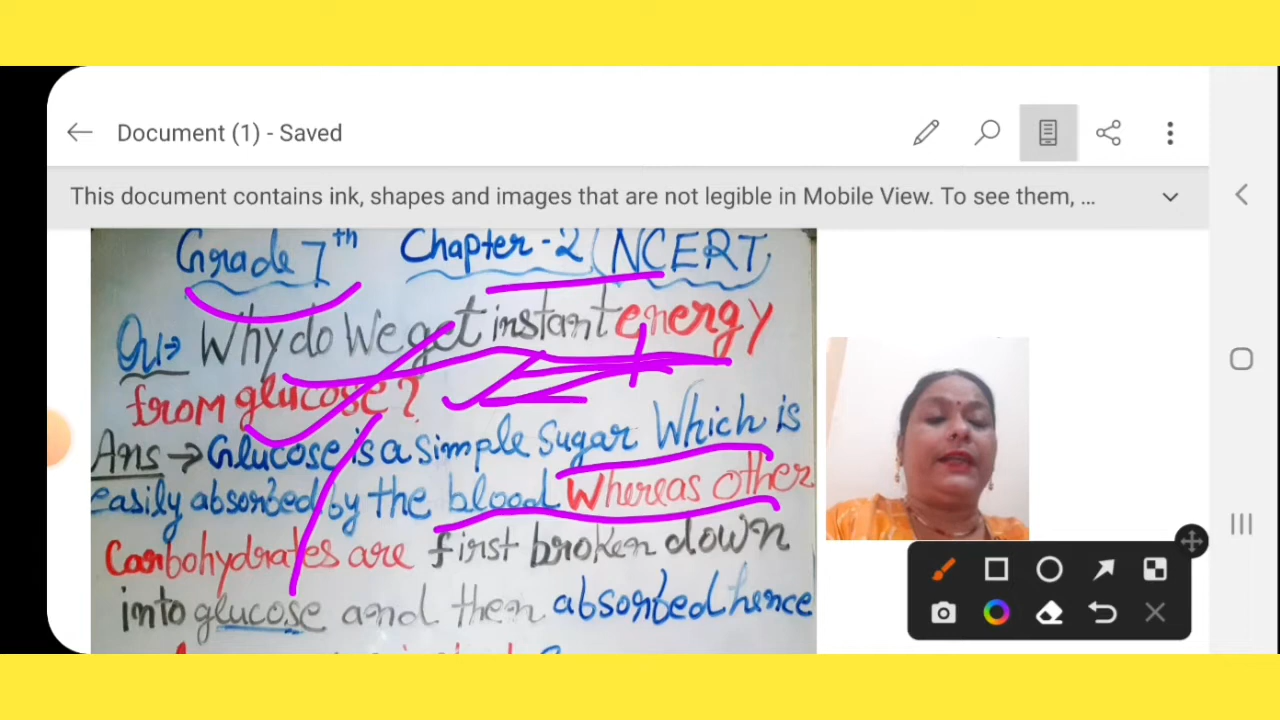 Document (1) - Saved
This document contains ink, shapes and images that are not legible in Mobile View. To see them, ...
Grade 7th Chapter-2 (NCERT)
Qu1⇒ Why do We get instant energy
from glucose?
Ans → Glucose is a simple Sugar Which is
easily absorbed by the blood Whereas other
Carbohydrates are first broken down
into glucose and then absorbed hence